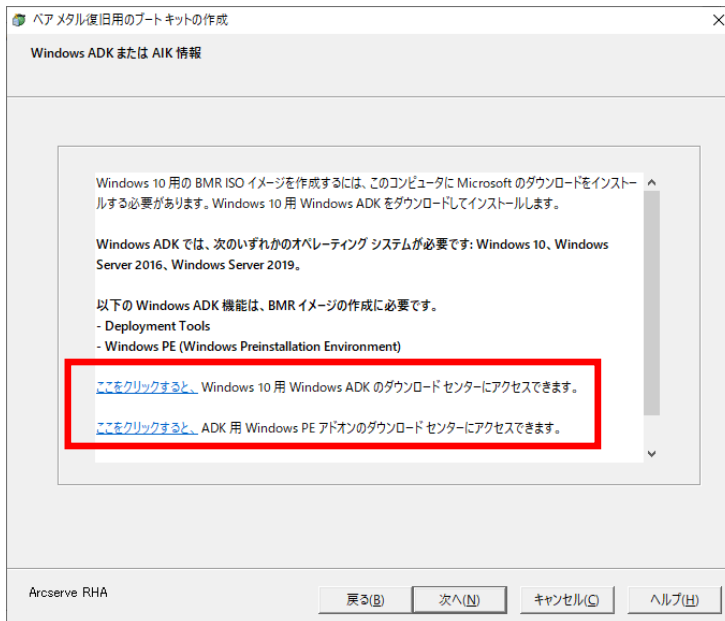 ベア メタル復旧用のブート キットの作成
Windows ADK または AIK 情報
Windows 10 用の BMR ISO イメージを作成するには、このコンピュータに Microsoft のダウンロードをインストー
ルする必要があります。Windows 10 用 Windows ADK をダウンロードしてインストールします。
Windows ADK では、次のいずれかのオペレーティング システムが必要です: Windows 10、Windows
Server 2016、Windows Server 2019。
以下の Windows ADK 機能は、BMR イメージの作成に必要です。
- Deployment Tools
- Windows PE (Windows Preinstallation Environment)
ここをクリックすると、 Windows 10 用 Windows ADK のダウンロード センターにアクセスできます。
ここをクリックすると、 ADK 用 Windows PE アドオンのダウンロード センターにアクセスできます。
Arcserve RHA
戻る(B) 次へ(N) キャンセル(C) ヘルプ(H)